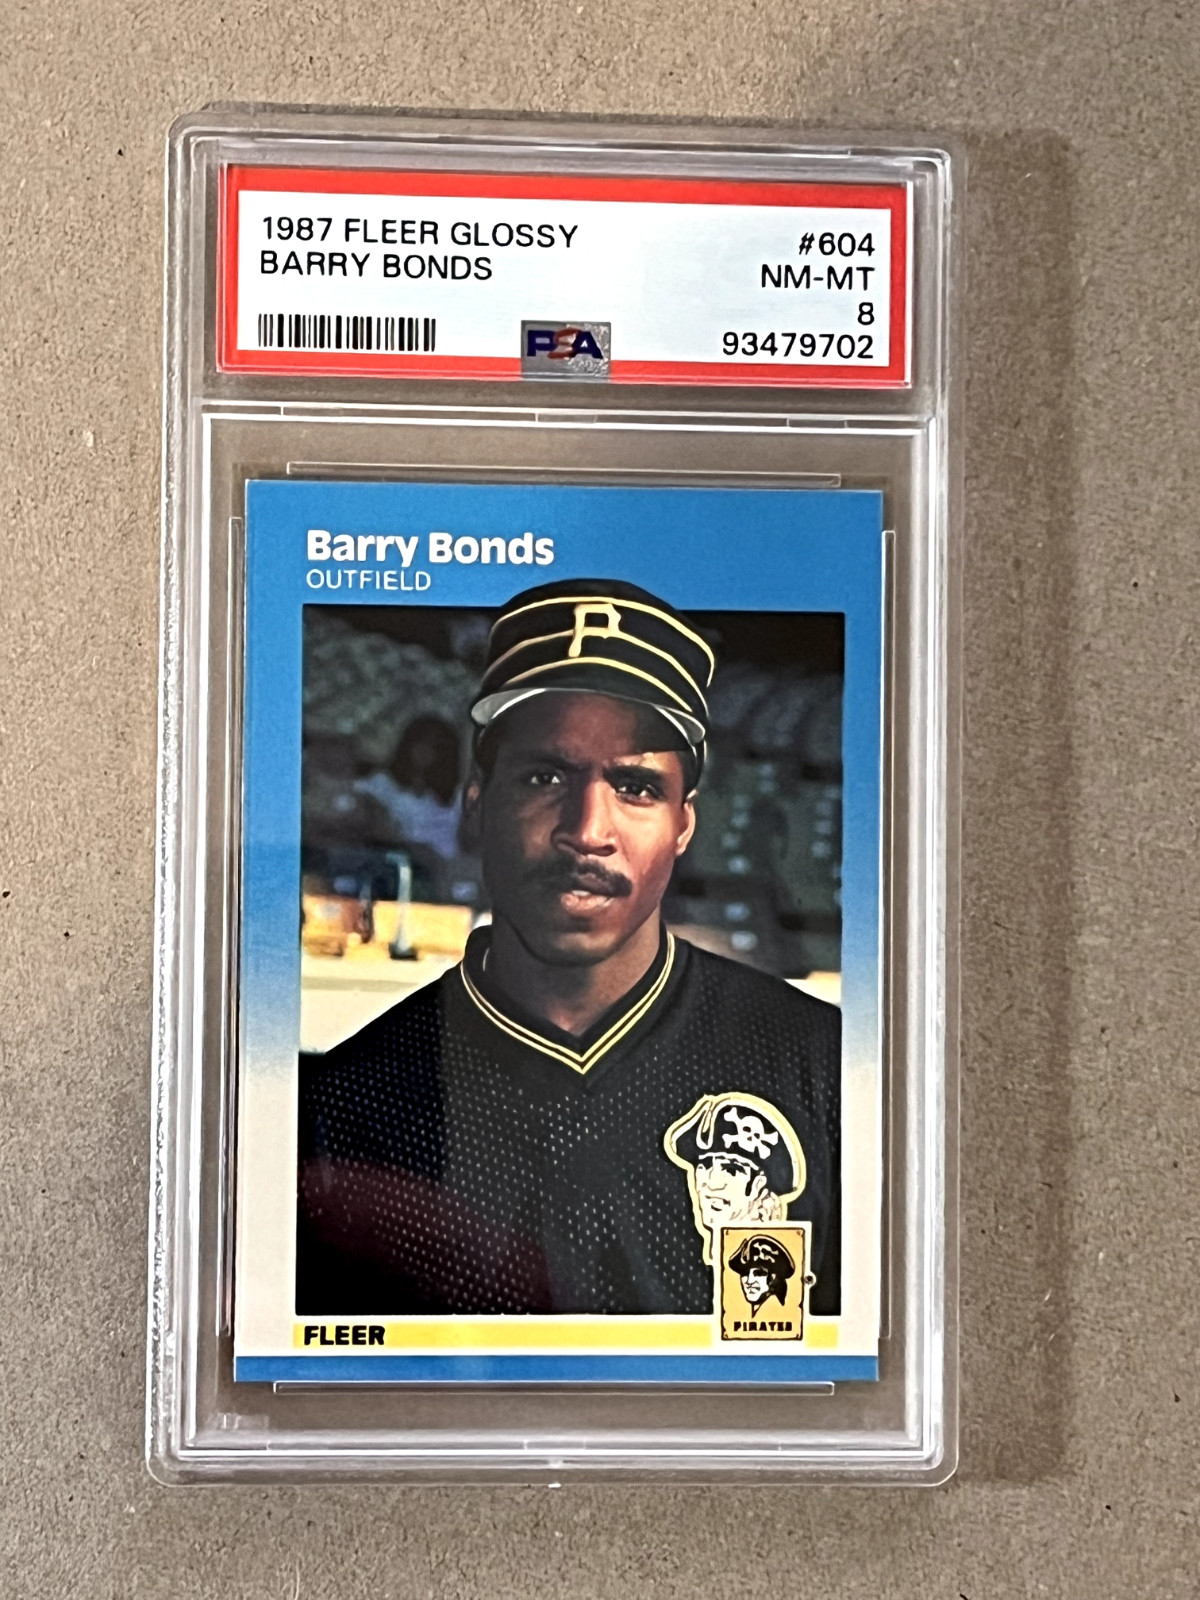 1987 FLEER GLOSSY #604
BARRY BONDS NM-MT
8
PSA 93479702
Barry Bonds
OUTFIELD
P
PIRATES
FLEER